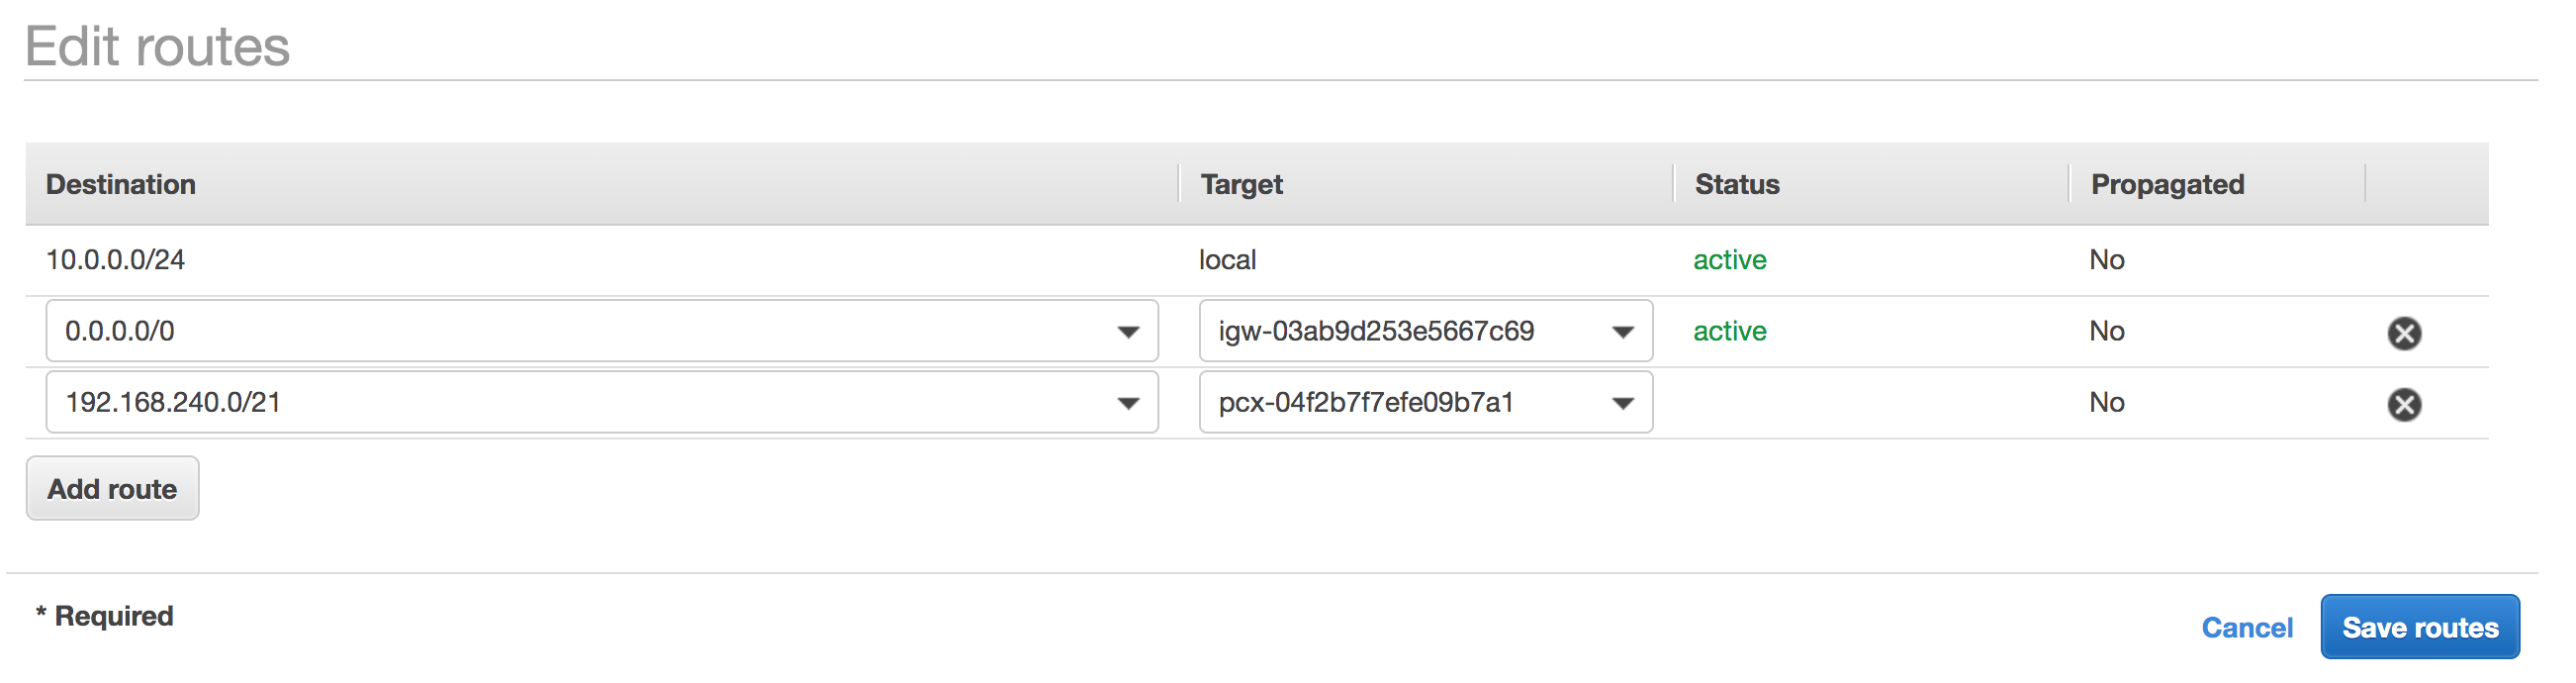 Edit routes
Destination Target Status Propagated
10.0.0.0/24 local active No
0.0.0.0/0 igw-03ab9d253e5667c69 active No
192.168.240.0/21 pcx-04f2b7f7efe09b7a1 No
Add route
* Required
Cancel Save routes